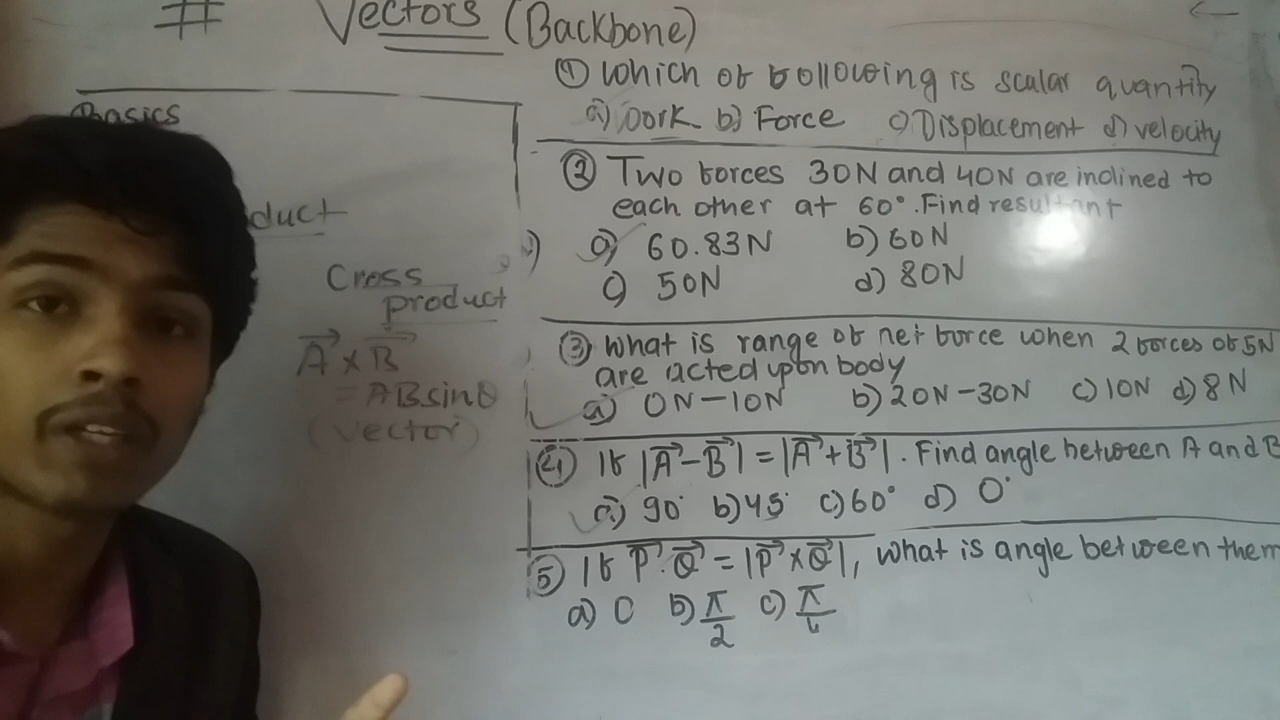 # Vectors (Backbone)
Basics
duct
Cross
product
A⃗ × B⃗
= ABsinθ
(Vector)
① Which of following is scalar quantity
a) Work b) Force c) Displacement d) velocity
② Two forces 30N and 40N are inclined to
each other at 60°. Find resultant
a) 60.83N b) 60N
c) 50N d) 80N
③ What is range of net force when 2 forces of 5N
are acted upon body
a) 0N-10N b) 20N-30N c) 10N d) 8N
④ If |A⃗-B⃗| = |A⃗+B⃗|. Find angle between A and B
a) 90° b) 45° c) 60° d) 0°
⑤ If P⃗.Q⃗ = |P⃗×Q⃗|, what is angle between them
a) 0 b) π/2 c) π/4